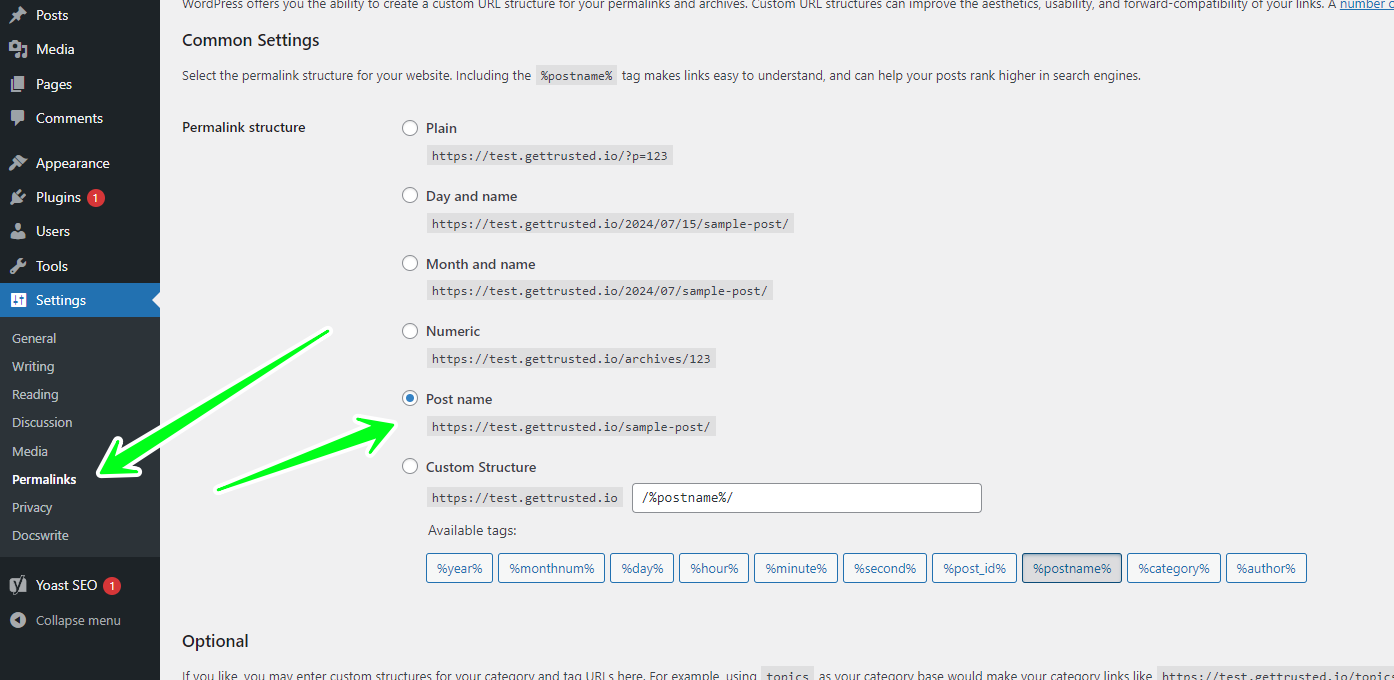 Posts
Media
Pages
Comments
Appearance
Plugins 1
Users
Tools
Settings
General
Writing
Reading
Discussion
Media
Permalinks
Privacy
Docswrite
Yoast SEO 1
Collapse menu
WordPress offers you the ability to create a custom URL structure for your permalinks and archives. Custom URL structures can improve the aesthetics, usability, and forward-compatibility of your links. A number o
Common Settings
Select the permalink structure for your website. Including the %postname% tag makes links easy to understand, and can help your posts rank higher in search engines.
Permalink structure
Plain
https://test.gettrusted.io/?p=123
Day and name
https://test.gettrusted.io/2024/07/15/sample-post/
Month and name
https://test.gettrusted.io/2024/07/sample-post/
Numeric
https://test.gettrusted.io/archives/123
Post name
https://test.gettrusted.io/sample-post/
Custom Structure
https://test.gettrusted.io /%postname%/
Available tags:
%year% %monthnum% %day% %hour% %minute% %second% %post_id% %postname% %category% %author%
Optional
If you like, you may enter custom structures for your category and tag URLs here. For example, using topics as your category base would make your category links like https://test.gettrusted.io/topics